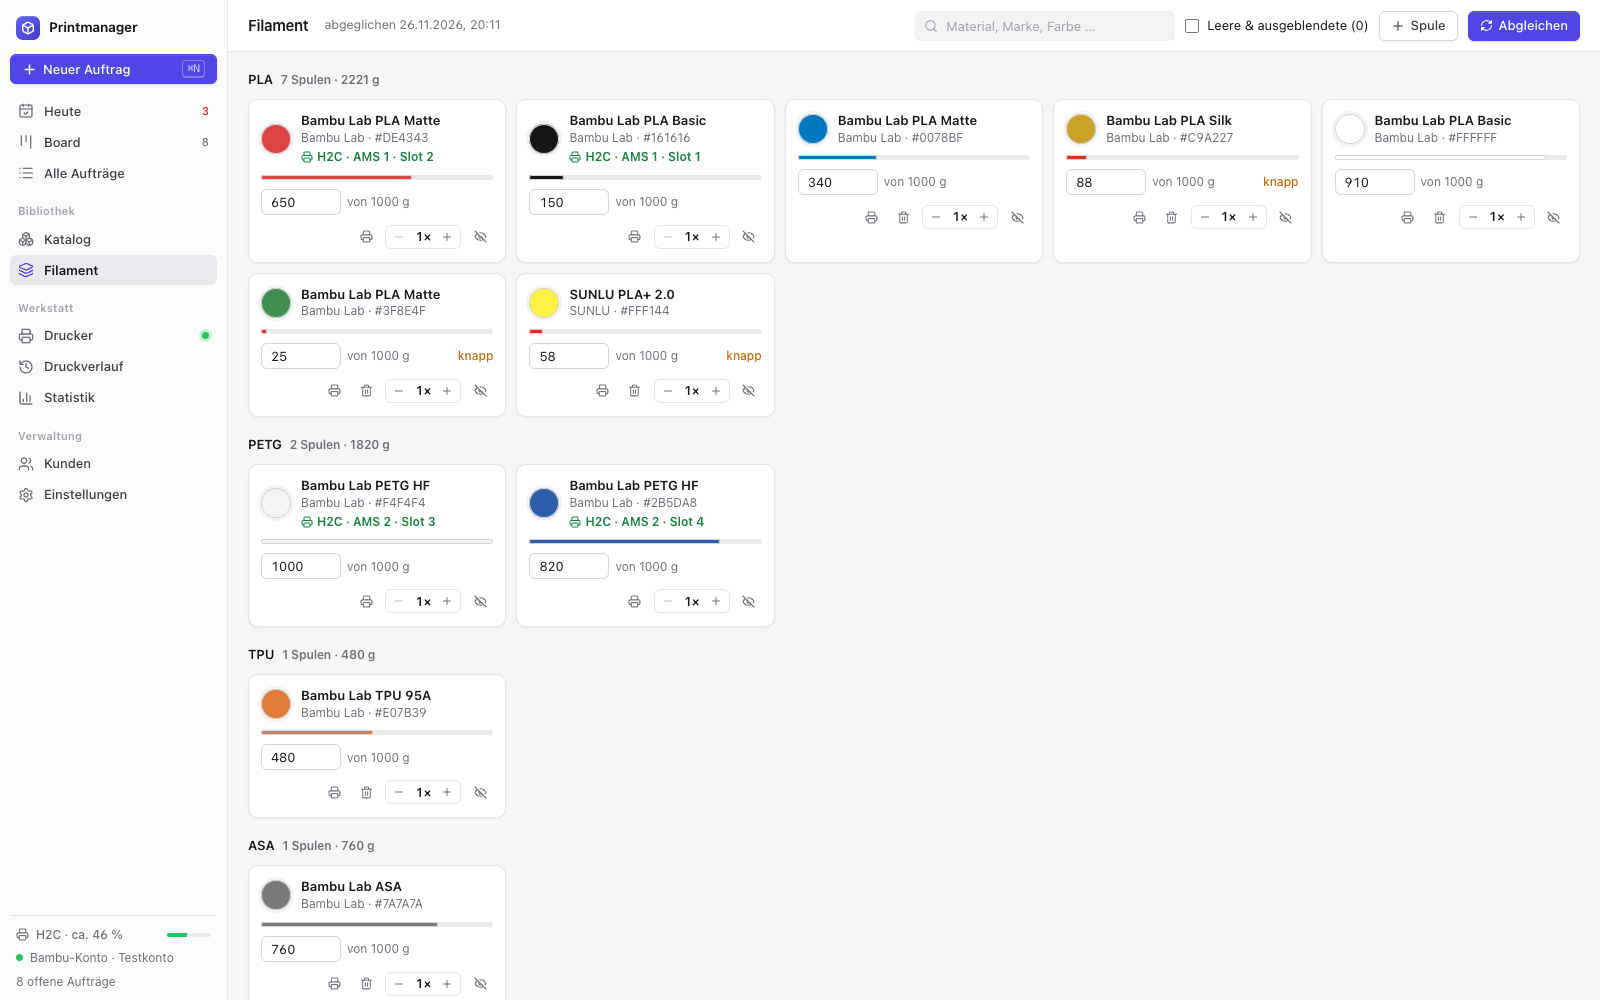 Printmanager
Neuer Auftrag ⌘N
Heute 3
Board 8
Alle Aufträge
Bibliothek
Katalog
Filament
Werkstatt
Drucker
Druckverlauf
Statistik
Verwaltung
Kunden
Einstellungen
H2C · ca. 46 %
Bambu-Konto · Testkonto
8 offene Aufträge
Filament abgeglichen 26.11.2026, 20:11
Material, Marke, Farbe ...
Leere & ausgeblendete (0)
Spule
Abgleichen
PLA 7 Spulen · 2221 g
Bambu Lab PLA Matte
Bambu Lab · #DE4343
H2C · AMS 1 · Slot 2
650 von 1000 g
− 1× +
Bambu Lab PLA Basic
Bambu Lab · #161616
H2C · AMS 1 · Slot 1
150 von 1000 g
− 1× +
Bambu Lab PLA Matte
Bambu Lab · #0078BF
340 von 1000 g
− 1× +
Bambu Lab PLA Silk
Bambu Lab · #C9A227
88 von 1000 g knapp
− 1× +
Bambu Lab PLA Basic
Bambu Lab · #FFFFFF
910 von 1000 g
− 1× +
Bambu Lab PLA Matte
Bambu Lab · #3F8E4F
25 von 1000 g knapp
− 1× +
SUNLU PLA+ 2.0
SUNLU · #FFF144
58 von 1000 g knapp
− 1× +
PETG 2 Spulen · 1820 g
Bambu Lab PETG HF
Bambu Lab · #F4F4F4
H2C · AMS 2 · Slot 3
1000 von 1000 g
− 1× +
Bambu Lab PETG HF
Bambu Lab · #2B5DA8
H2C · AMS 2 · Slot 4
820 von 1000 g
− 1× +
TPU 1 Spulen · 480 g
Bambu Lab TPU 95A
Bambu Lab · #E07B39
480 von 1000 g
− 1× +
ASA 1 Spulen · 760 g
Bambu Lab ASA
Bambu Lab · #7A7A7A
760 von 1000 g
− 1× +